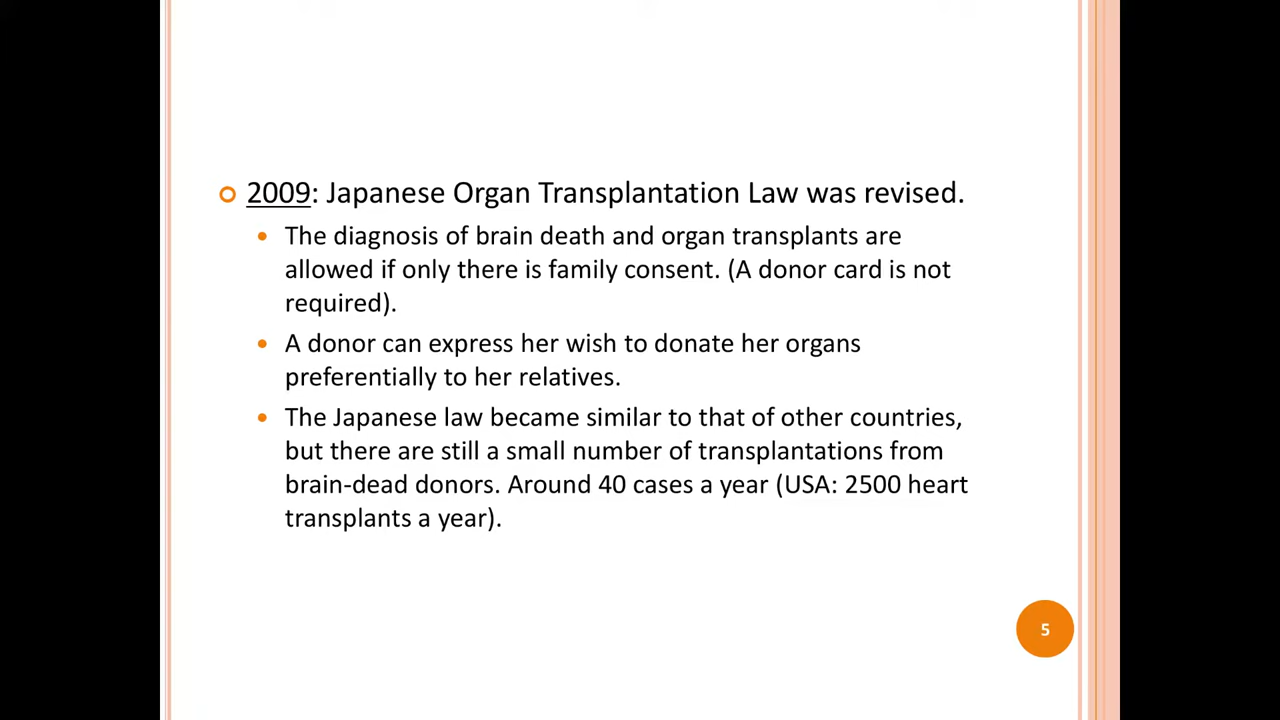 2009: Japanese Organ Transplantation Law was revised.
The diagnosis of brain death and organ transplants are
allowed if only there is family consent. (A donor card is not
required).
A donor can express her wish to donate her organs
preferentially to her relatives.
The Japanese law became similar to that of other countries,
but there are still a small number of transplantations from
brain-dead donors. Around 40 cases a year (USA: 2500 heart
transplants a year).
5